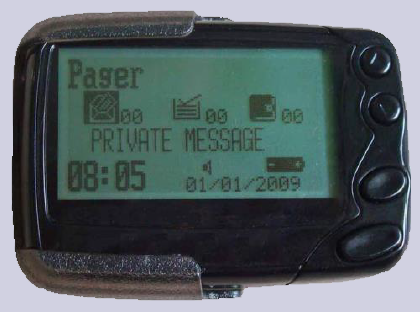 Pager
00 00 00
PRIVATE MESSAGE
08:05 01/01/2009